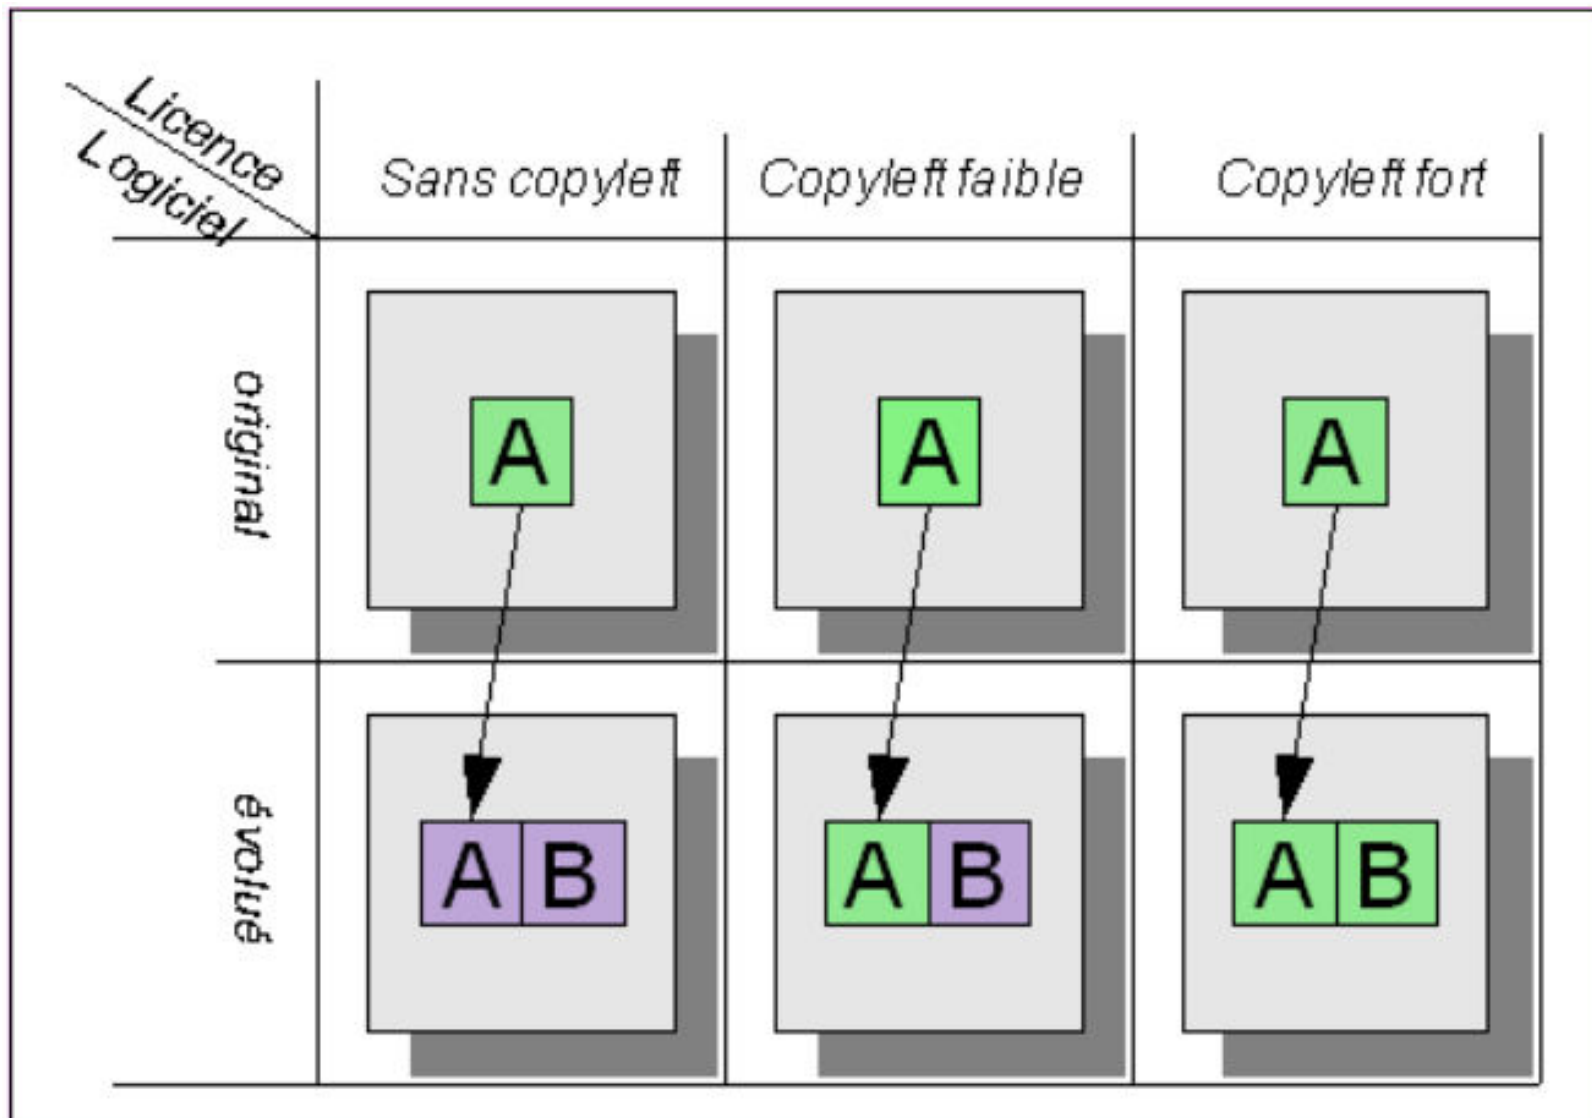 Licence
Logiciel
Sans copyleft
Copyleft faible
Copyleft fort
original
A
A
A
évolué
A B
A B
A B